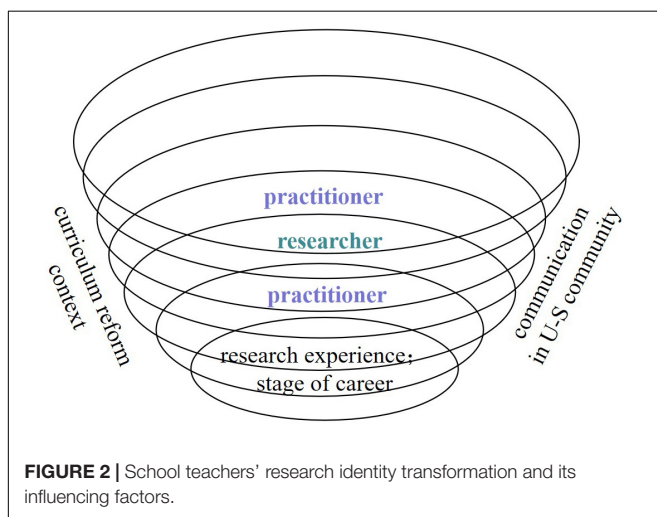 practitioner
researcher
practitioner
research experience;
stage of career
curriculum reform
context
communication
in U-S community
FIGURE 2 | School teachers’ research identity transformation and its
influencing factors.